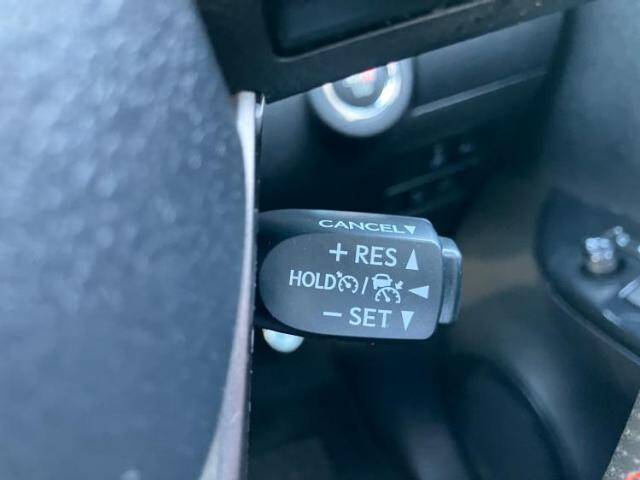 CANCEL▼
+ RES ▲
HOLD / ◀
− SET ▼